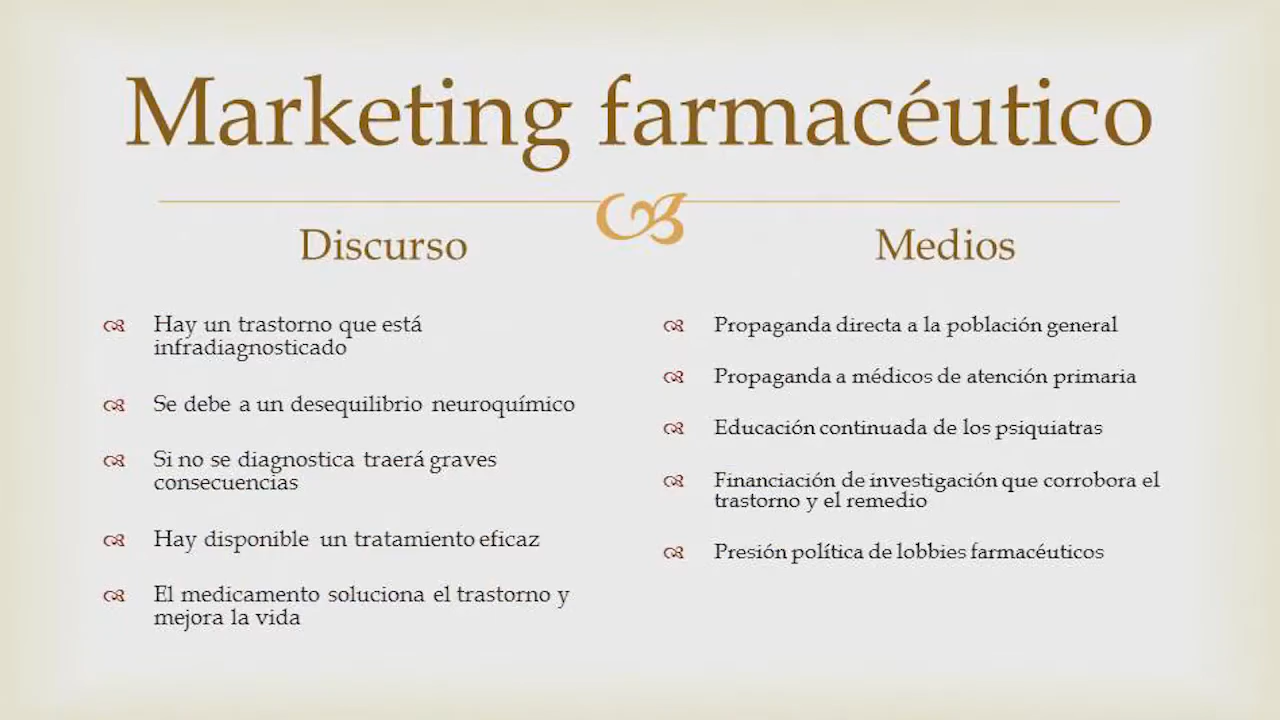 Marketing farmacéutico
Discurso
Hay un trastorno que está
infradiagnosticado
Se debe a un desequilibrio neuroquímico
Si no se diagnostica traerá graves
consecuencias
Hay disponible un tratamiento eficaz
El medicamento soluciona el trastorno y
mejora la vida
Medios
Propaganda directa a la población general
Propaganda a médicos de atención primaria
Educación continuada de los psiquiatras
Financiación de investigación que corrobora el
trastorno y el remedio
Presión política de lobbies farmacéuticos